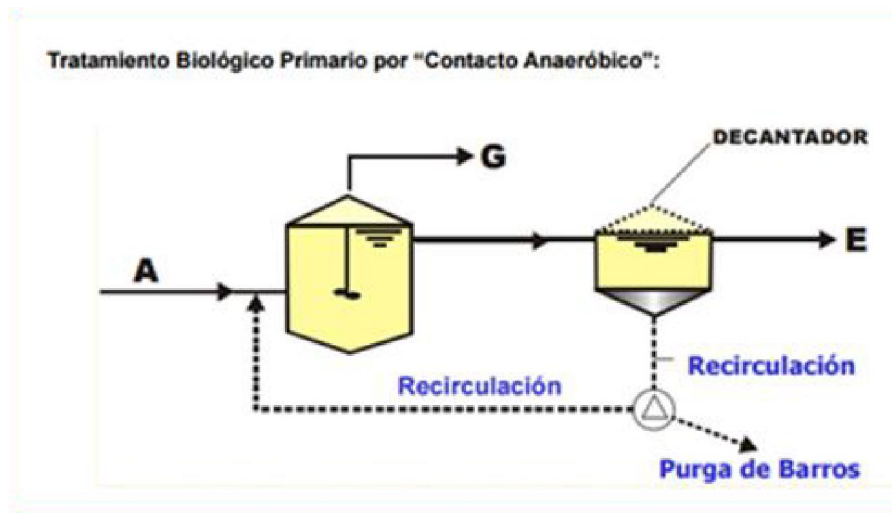 Tratamiento Biológico Primario por “Contacto Anaeróbico”:
DECANTADOR
G
A
E
Recirculación
Recirculación
Purga de Barros